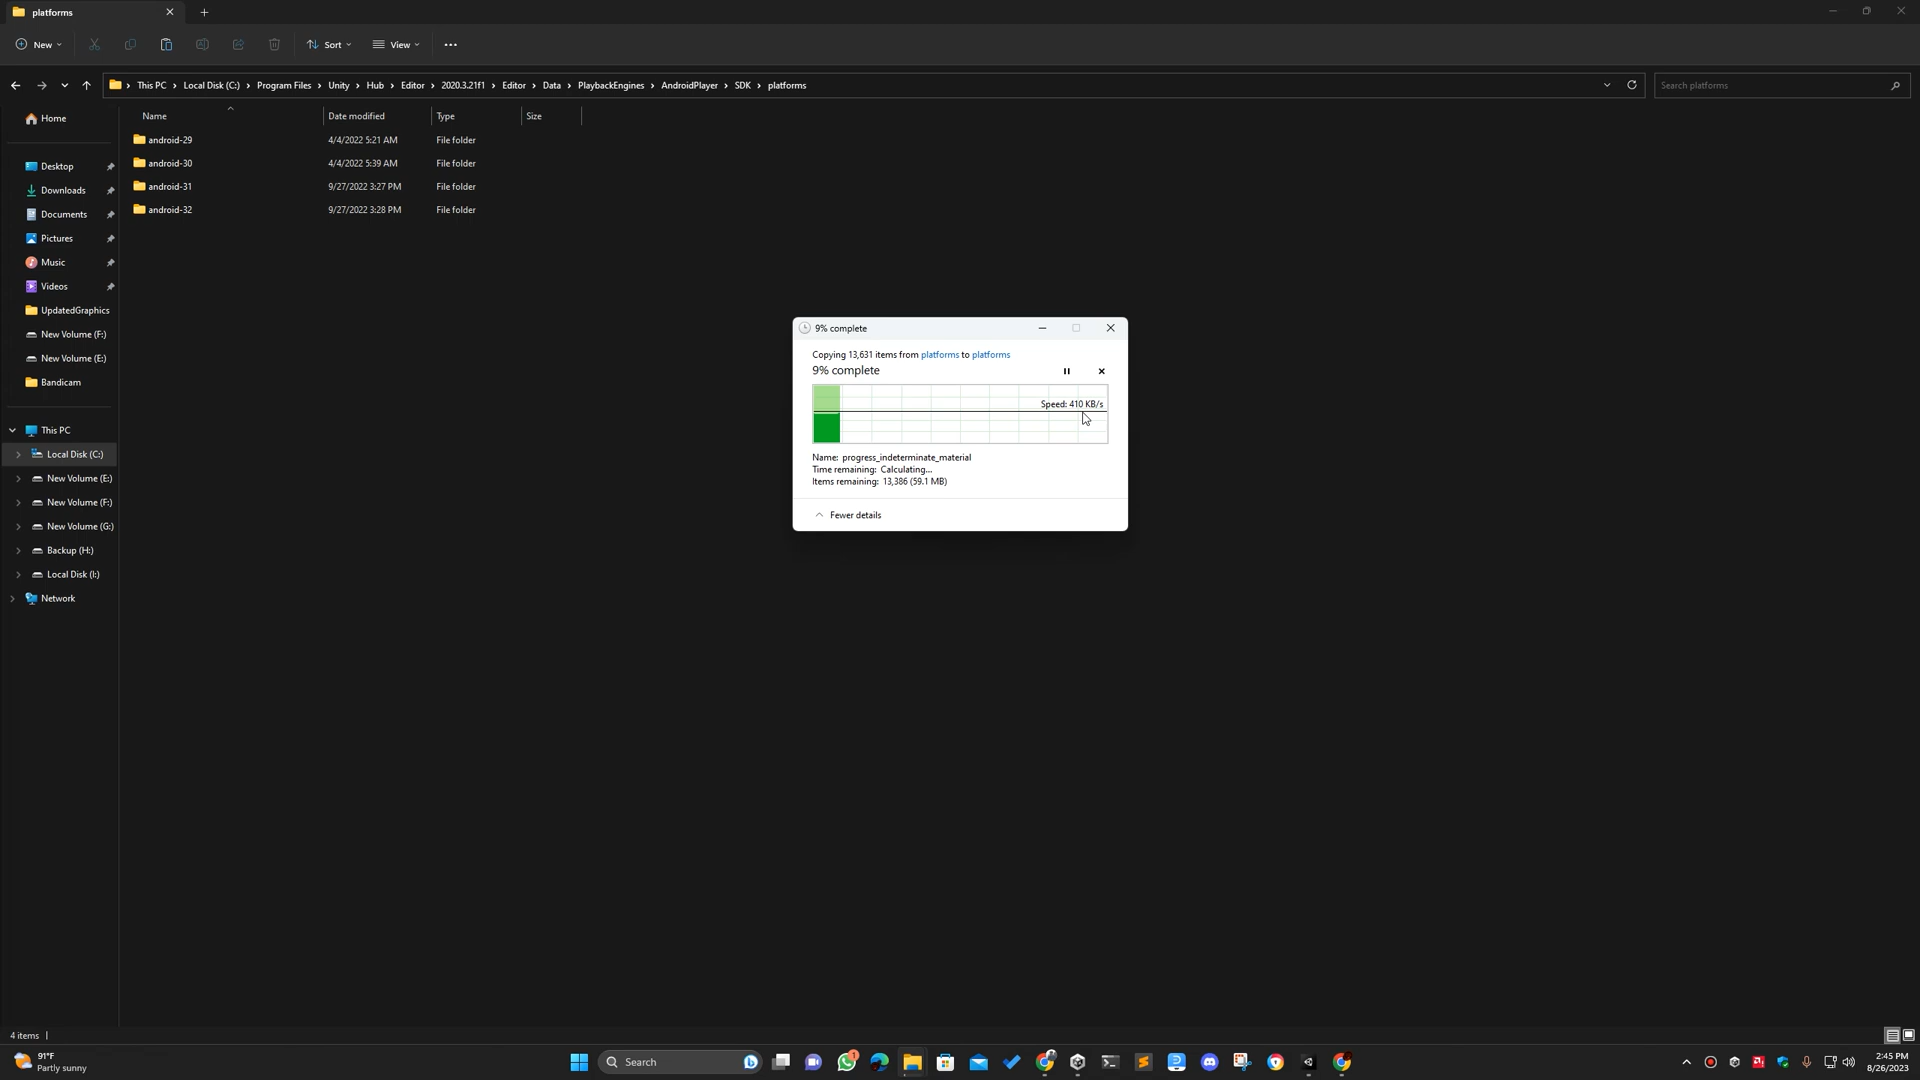 platforms
New
Sort
View
This PC > Local Disk (C:) > Program Files > Unity > Hub > Editor > 2020.3.21f1 > Editor > Data > PlaybackEngines > AndroidPlayer > SDK > platforms
Search platforms
Home
Desktop
Downloads
Documents
Pictures
Music
Videos
UpdatedGraphics
New Volume (F:)
New Volume (E:)
Bandicam
This PC
Local Disk (C:)
New Volume (E:)
New Volume (F:)
New Volume (G:)
Backup (H:)
Local Disk (I:)
Network
Name Date modified Type Size
android-29 4/4/2022 5:21 AM File folder
android-30 4/4/2022 5:39 AM File folder
android-31 9/27/2022 3:27 PM File folder
android-32 9/27/2022 3:28 PM File folder
9% complete
Copying 13,631 items from platforms to platforms
9% complete
Speed: 410 KB/s
Name: progress_indeterminate_material
Time remaining: Calculating...
Items remaining: 13,386 (59.1 MB)
Fewer details
4 items
91°F
Partly sunny
Search
1
2:45 PM
8/26/2023